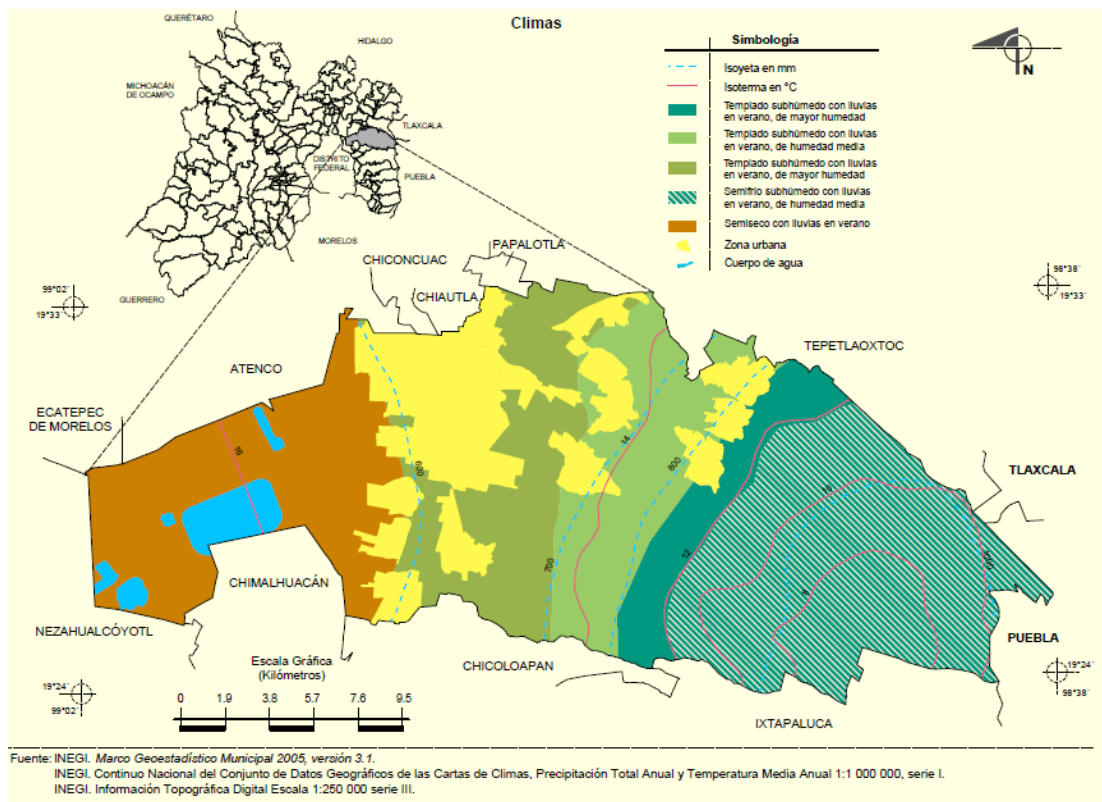 Climas
QUERÉTARO
HIDALGO
MICHOACÁN
DE OCAMPO
TLAXCALA
DISTRITO
FEDERAL
PUEBLA
MORELOS
GUERRERO
Simbología
Isoyeta en mm
Isoterma en °C
Templado subhúmedo con lluvias
en verano, de mayor humedad
Templado subhúmedo con lluvias
en verano, de humedad media
Templado subhúmedo con lluvias
en verano, de mayor humedad
Semifrío subhúmedo con lluvias
en verano, de humedad media
Semiseco con lluvias en verano
Zona urbana
Cuerpo de agua
N
99°02´
19°33´
98°38´
19°33´
PAPALOTLA
CHICONCUAC
CHIAUTLA
TEPETLAOXTOC
ATENCO
ECATEPEC
DE MORELOS
TLAXCALA
16
600
14
800
700
12
10
8
CHIMALHUACÁN
NEZAHUALCÓYOTL
CHICOLOAPAN
PUEBLA
IXTAPALUCA
Escala Gráfica
(Kilómetros)
0 1.9 3.8 5.7 7.6 9.5
19°24´
99°02´
19°24´
98°38´
Fuente: INEGI. Marco Geoestadístico Municipal 2005, versión 3.1.
INEGI. Continuo Nacional del Conjunto de Datos Geográficos de las Cartas de Climas, Precipitación Total Anual y Temperatura Media Anual 1:1 000 000, serie I.
INEGI. Información Topográfica Digital Escala 1:250 000 serie III.